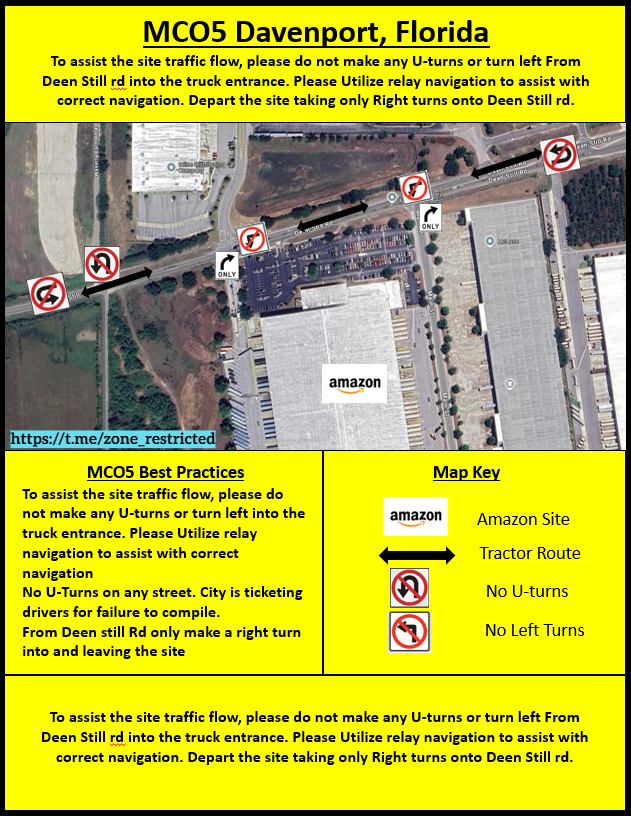 MCO5 Davenport, Florida
To assist the site traffic flow, please do not make any U-turns or turn left From
Deen Still rd into the truck entrance. Please Utilize relay navigation to assist with
correct navigation. Depart the site taking only Right turns onto Deen Still rd.
Deen Still Rd
Deen Still Rd
ONLY
ONLY
McLane
amazon
https://t.me/zone_restricted
MCO5 Best Practices
To assist the site traffic flow, please do
not make any U-turns or turn left into the
truck entrance. Please Utilize relay
navigation to assist with correct
navigation
No U-Turns on any street. City is ticketing
drivers for failure to compile.
From Deen still Rd only make a right turn
into and leaving the site
Map Key
amazon
Amazon Site
Tractor Route
No U-turns
No Left Turns
To assist the site traffic flow, please do not make any U-turns or turn left From
Deen Still rd into the truck entrance. Please Utilize relay navigation to assist with
correct navigation. Depart the site taking only Right turns onto Deen Still rd.